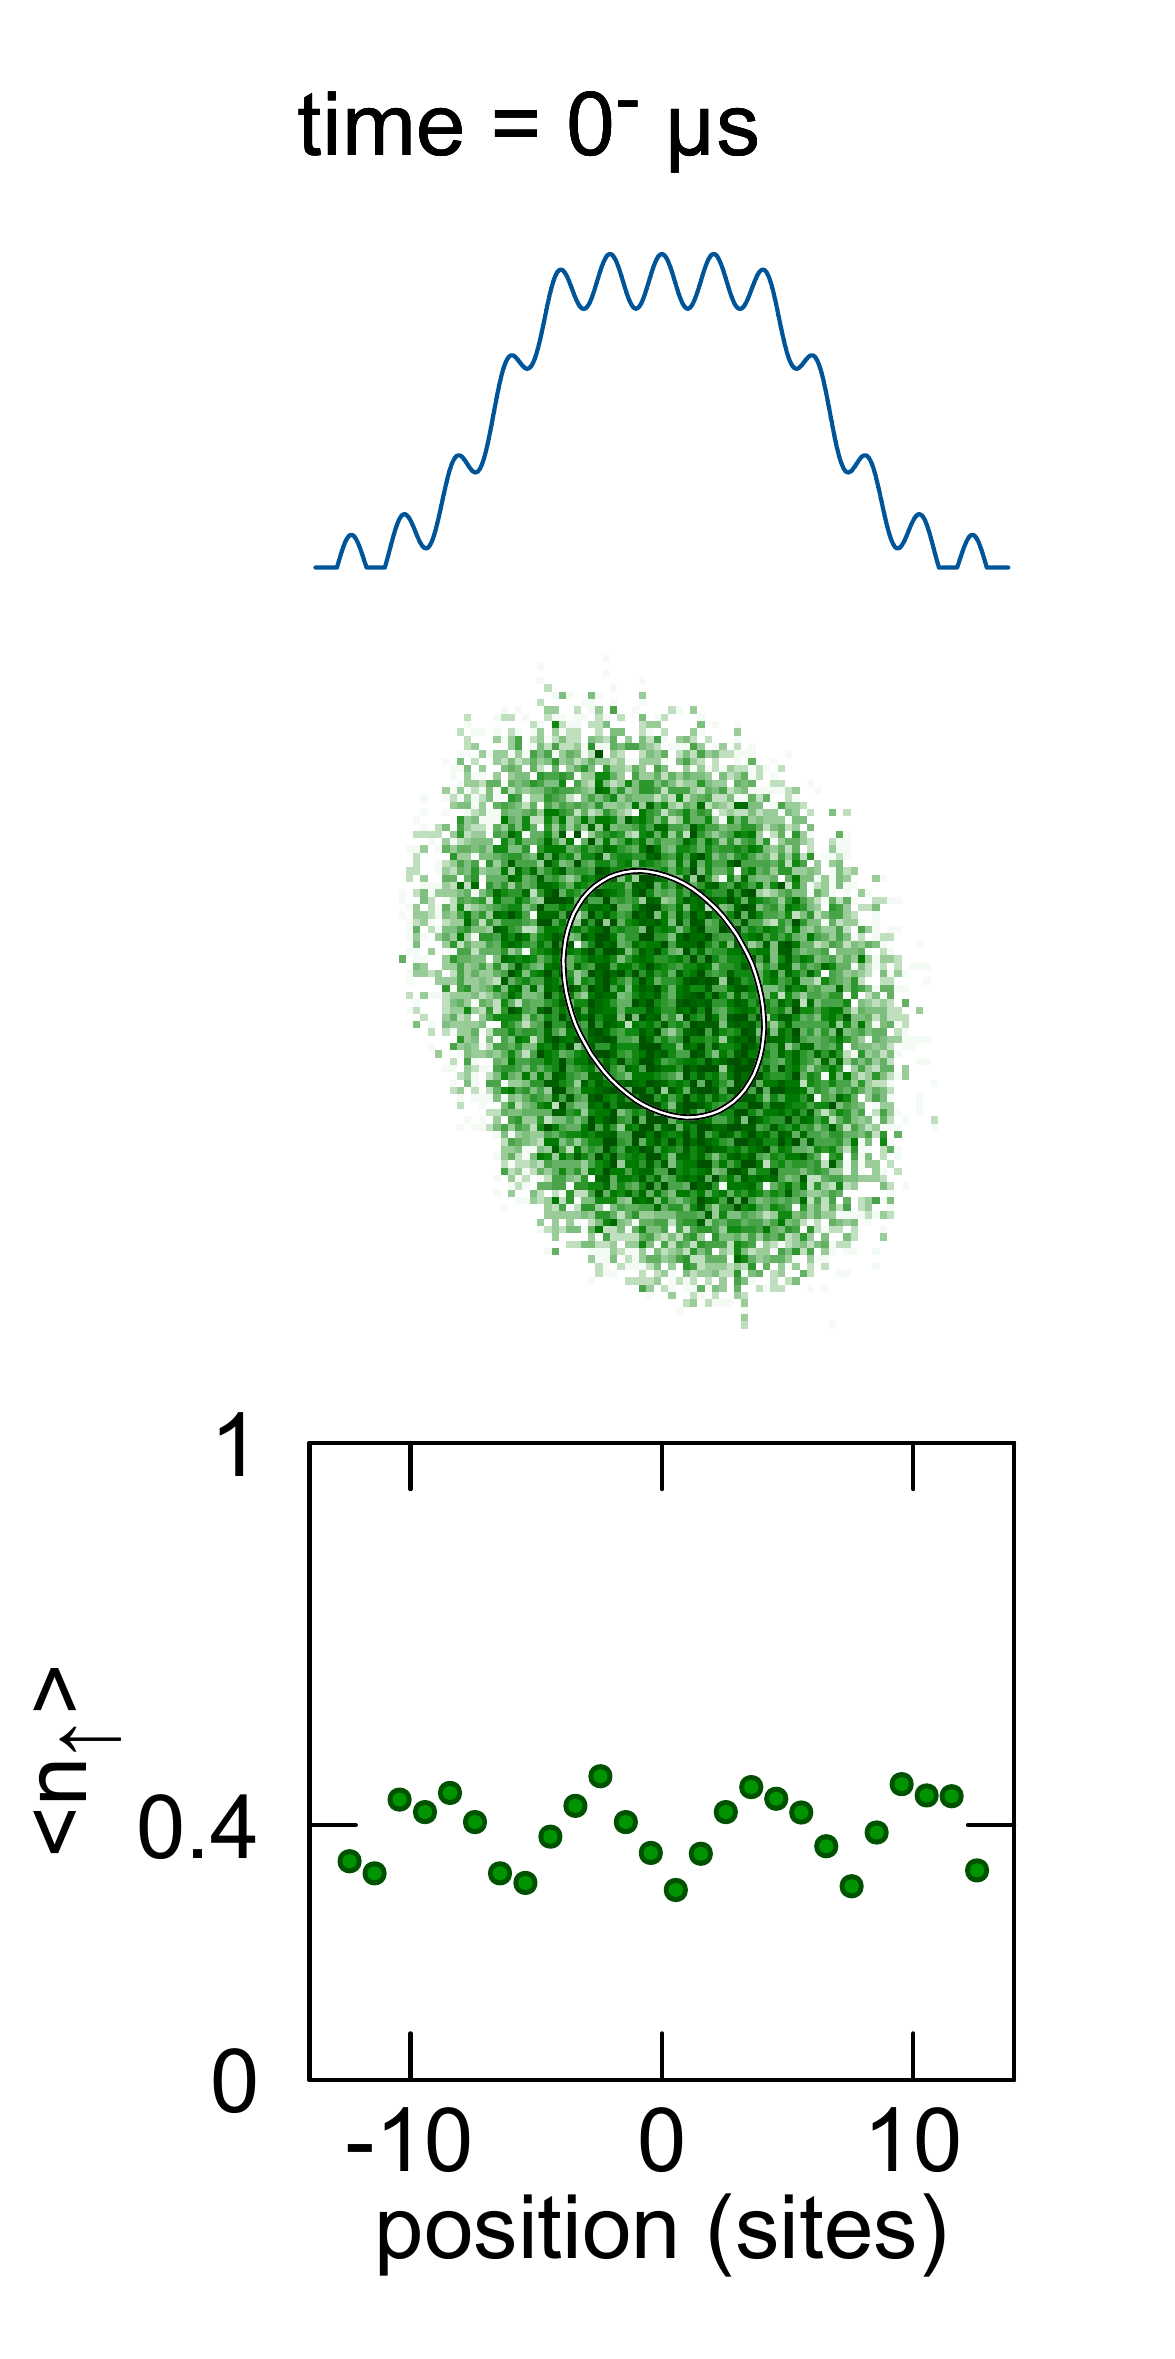 time = 0⁻ µs
1
<n↑>
0.4
0
-10 0 10
position (sites)